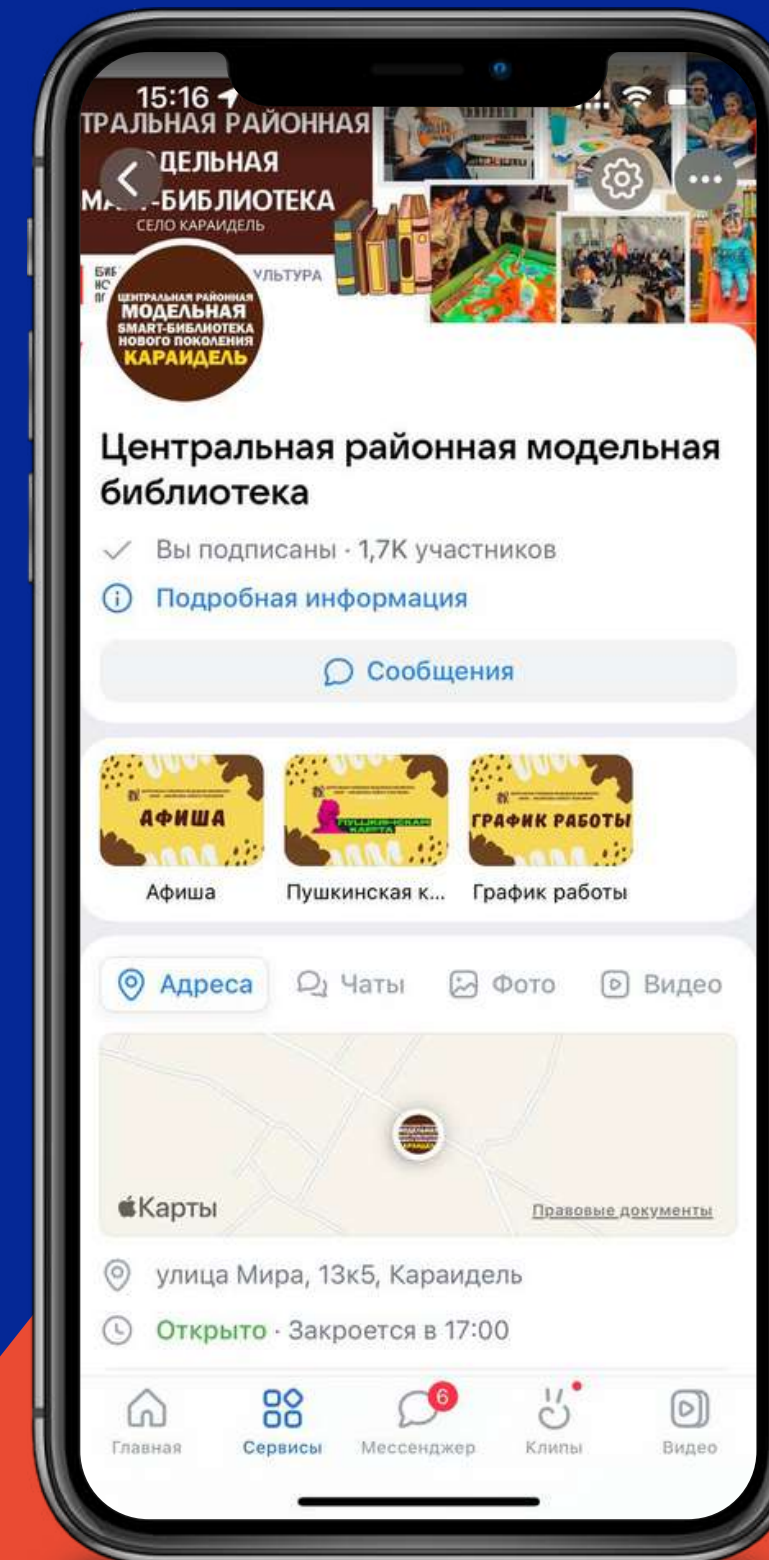 15:16
ТРАЛЬНАЯ РАЙОННАЯ
ДЕЛЬНАЯ
-БИБЛИОТЕКА
СЕЛО КАРАИДЕЛЬ
УЛЬТУРА
ЦЕНТРАЛЬНАЯ РАЙОННАЯ
МОДЕЛЬНАЯ
SMART-БИБЛИОТЕКА
НОВОГО ПОКОЛЕНИЯ
КАРАИДЕЛЬ
Центральная районная модельная
библиотека
Вы подписаны · 1,7K участников
Подробная информация
Сообщения
АФИША
ПУШКИНСКАЯ
КАРТА
ГРАФИК РАБОТЫ
Афиша
Пушкинская к...
График работы
Адреса
Чаты
Фото
Видео
Карты
Правовые документы
улица Мира, 13к5, Караидель
Открыто · Закроется в 17:00
6
Главная
Сервисы
Мессенджер
Клипы
Видео